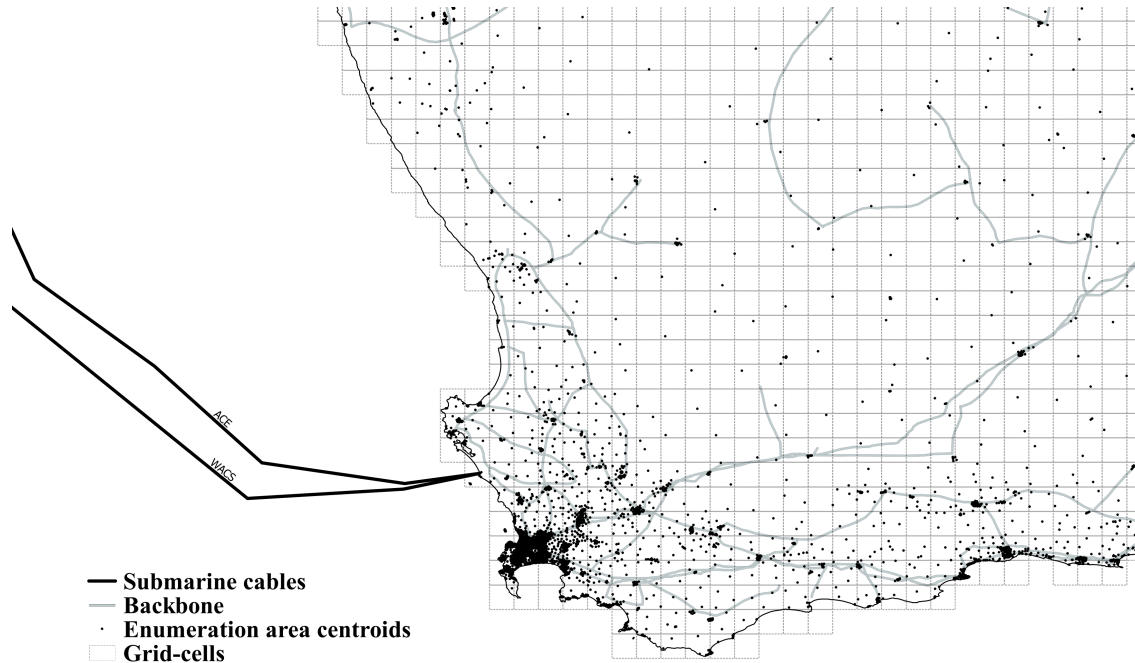 ACE
WACS
Submarine cables
Backbone
Enumeration area centroids
Grid-cells